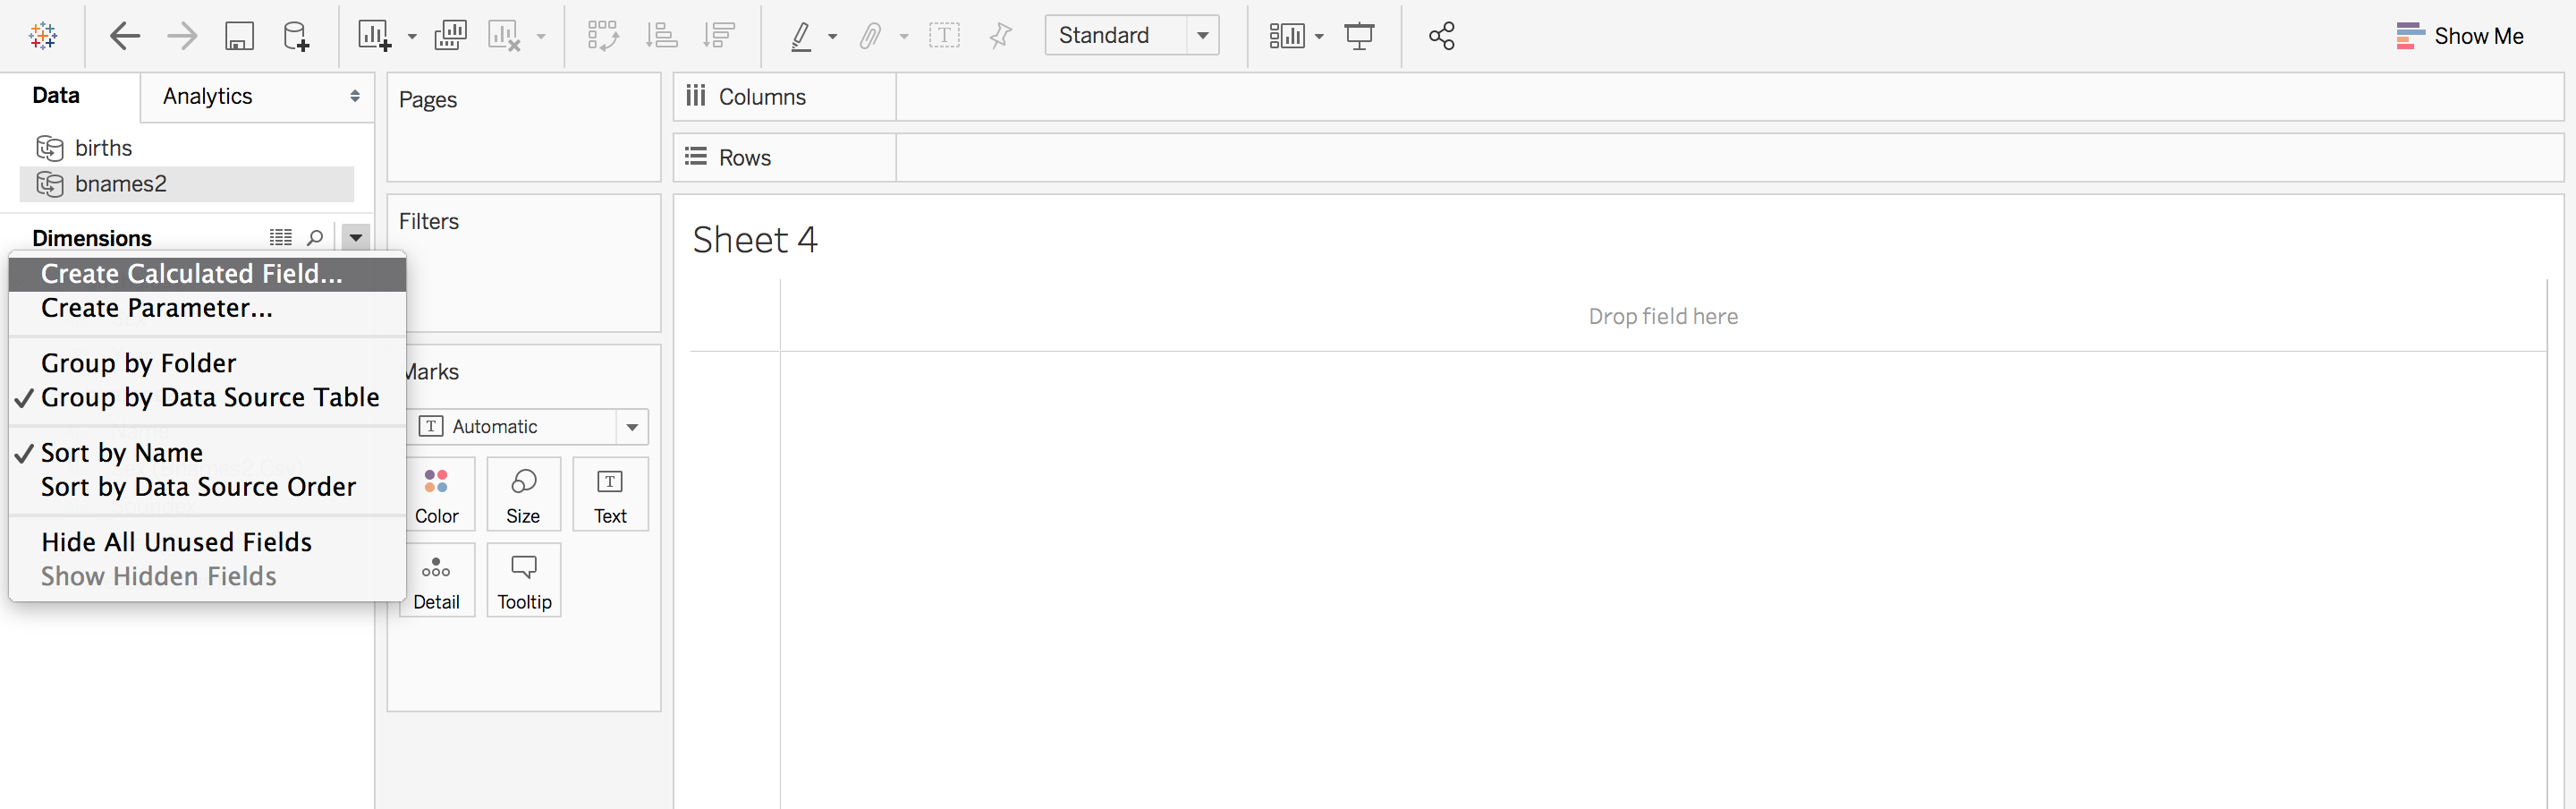 Standard
Show Me
Data
Analytics
births
bnames2
Dimensions
Create Calculated Field...
Create Parameter...
Group by Folder
Group by Data Source Table
Sort by Name
Sort by Data Source Order
Hide All Unused Fields
Show Hidden Fields
Pages
Filters
Marks
Automatic
Color
Size
Text
Detail
Tooltip
Columns
Rows
Sheet 4
Drop field here